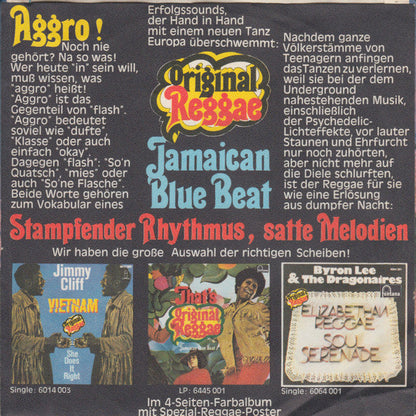 Aggro!
Noch nie
gehört? Na so was!
Wer heute "in" sein will,
muß wissen, was
"aggro" heißt!
"Aggro" ist das
Gegenteil von "flash".
"Aggro" bedeutet
soviel wie "dufte",
"Klasse" oder auch
einfach "okay".
Dagegen "flash": "So'n
Quatsch", "mies" oder
auch "So'ne Flasche".
Beide Worte gehören
zum Vokabular eines
Erfolgssounds,
der Hand in Hand
mit einem neuen Tanz
Europa überschwemmt:
Original
Reggae
Jamaican
Blue Beat
Nachdem ganze
Völkerstämme von
Teenagern anfingen,
das Tanzen zu verlernen,
weil sie bei der dem
Underground
nahestehenden Musik,
einschließlich
der Psychedelic-
Lichteffekte, vor lauter
Staunen und Ehrfurcht
nur noch zuhörten,
aber nicht mehr auf
die Diele schlurften,
ist der Reggae für sie
wie eine Erlösung
aus dumpfer Nacht:
Stampfender Rhythmus, satte Melodien
Wir haben die große Auswahl der richtigen Scheiben!
Jimmy
Cliff
VIETNAM
She
Does It
Right
Single: 6014 003
That's
Original
Reggae
Jamaican Blue Beat
LP: 6445 001
Byron Lee
& The Dragonaires
fontana
ELIZABETHAN
REGGAE
SOUL
SERENADE
Single: 6064 001
Im 4-Seiten-Farbalbum
mit Spezial-Reggae-Poster